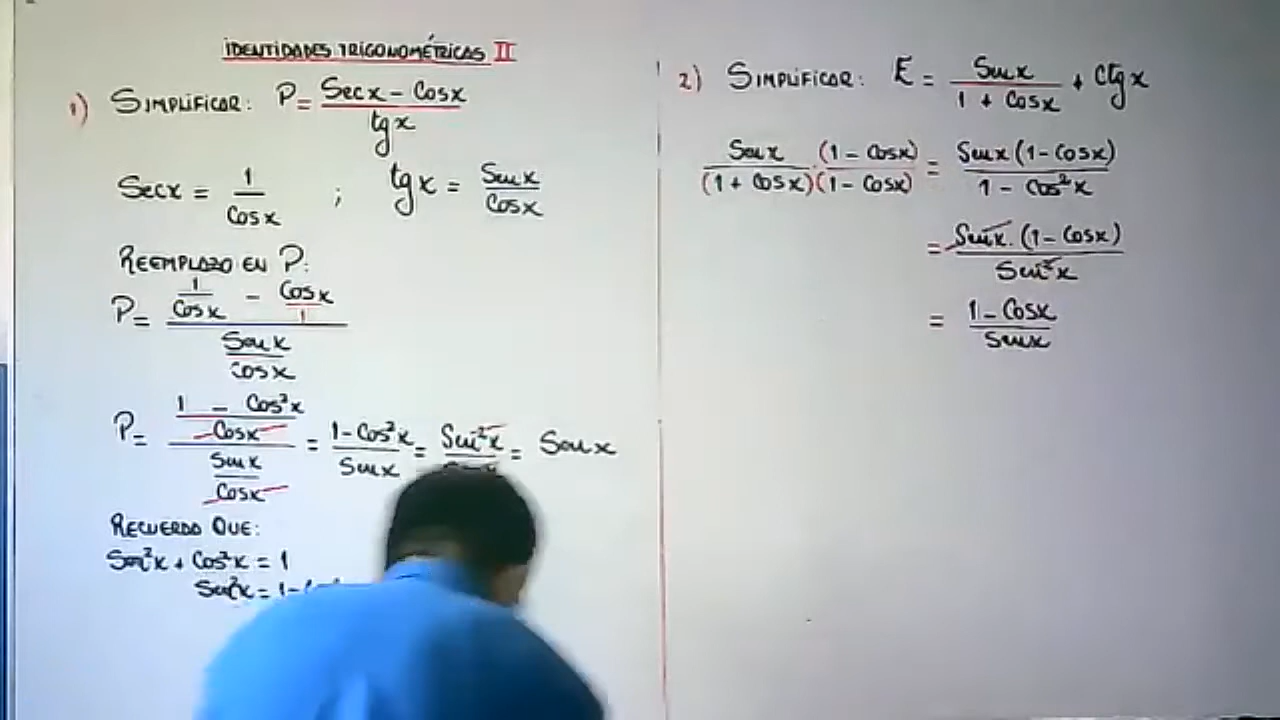 IDENTIDADES TRIGONOMÉTRICAS II
1) SIMPLIFICAR: P = (Secx - Cosx) / tgx
Secx = 1 / Cosx ; tgx = Senx / Cosx
REEMPLAZO EN P:
P = (1/Cosx - Cosx/1) / (Senx/Cosx)
P = ((1 - Cos²x) / Cosx) / (Senx / Cosx) = (1 - Cos²x) / Senx = Sen²x / = Senx
RECUERDO QUE:
Sen²x + Cos²x = 1
Sen²x = 1 -
2) SIMPLIFICAR: E = Senx / (1 + Cosx) + Ctgx
Senx / (1 + Cosx) · (1 - Cosx) / (1 - Cosx) = Senx (1 - Cosx) / (1 - Cos²x)
= Senx · (1 - Cosx) / Sen²x
= (1 - Cosx) / Senx